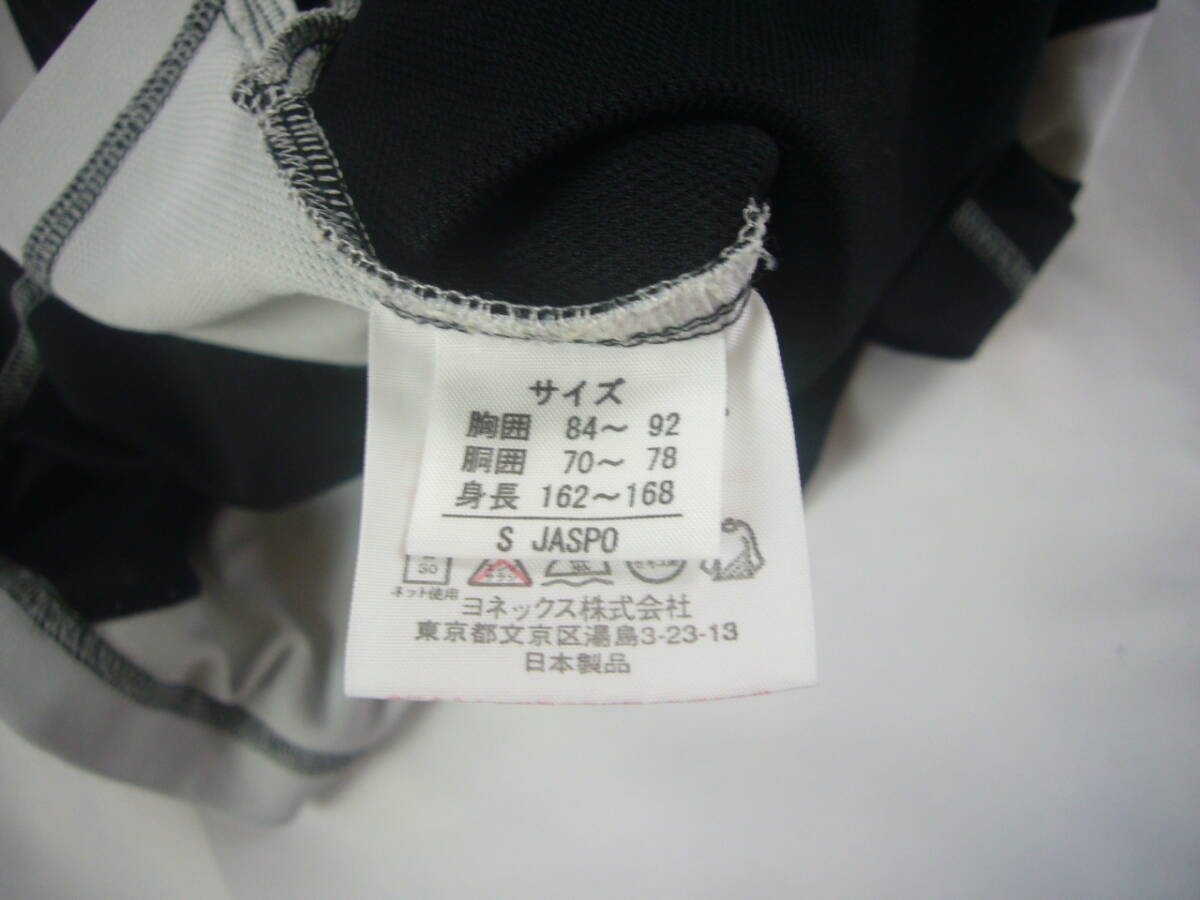 サイズ
胸囲 84～ 92
胴囲 70～ 78
身長 162～168
S JASPO
30
ネット使用
ヨネックス株式会社
東京都文京区湯島3-23-13
日本製品